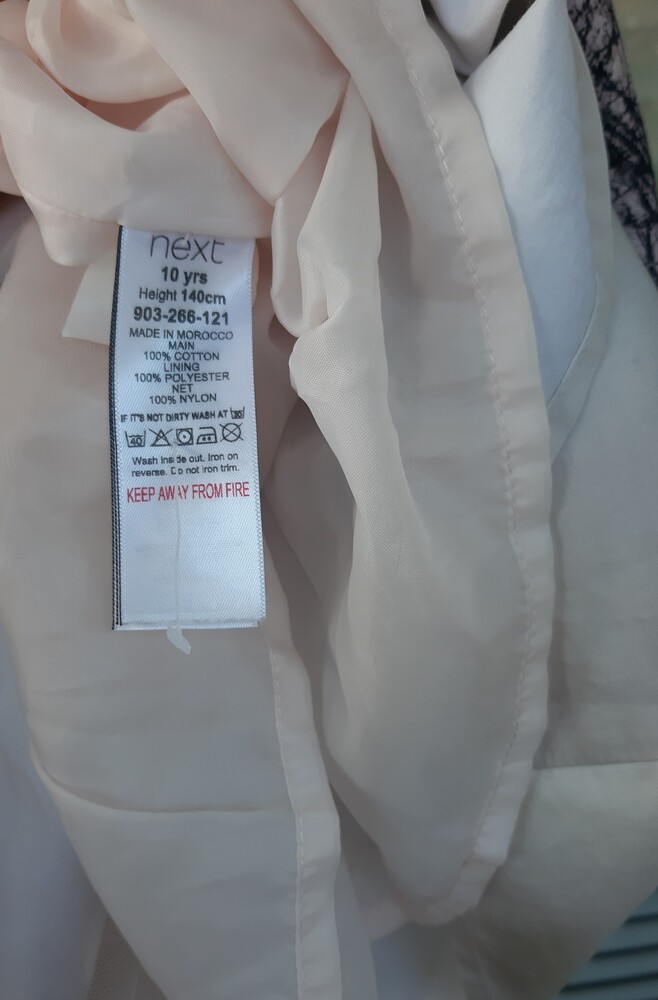 next
10 yrs
Height 140cm
903-266-121
MADE IN MOROCCO
MAIN
100% COTTON
LINING
100% POLYESTER
NET
100% NYLON
IF IT'S NOT DIRTY WASH AT 30
40
Wash inside out. Iron on
reverse. Do not iron trim.
KEEP AWAY FROM FIRE